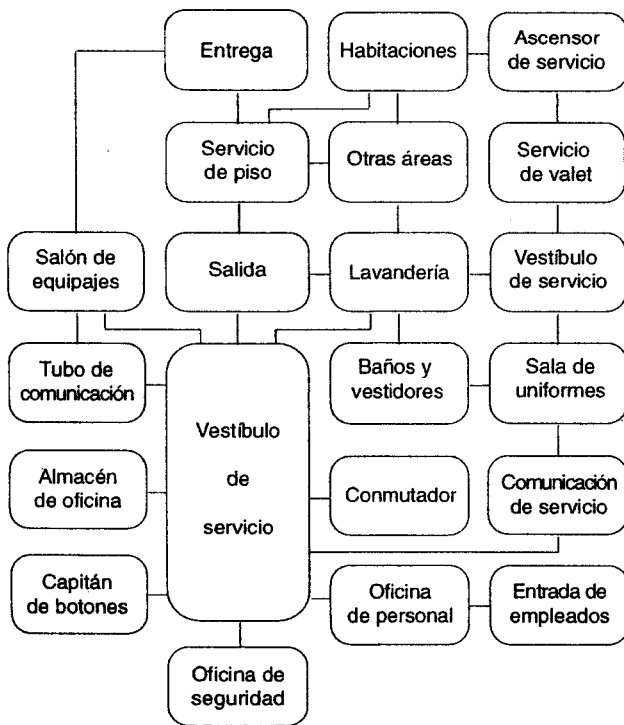 Entrega
Habitaciones
Ascensor
de servicio
Servicio
de piso
Otras áreas
Servicio
de valet
Salón de
equipajes
Salida
Lavandería
Vestíbulo
de servicio
Tubo de
comunicación
Vestíbulo
de
servicio
Baños y
vestidores
Sala de
uniformes
Almacén
de oficina
Conmutador
Comunicación
de servicio
Capitán
de botones
Oficina
de personal
Entrada de
empleados
Oficina de
seguridad